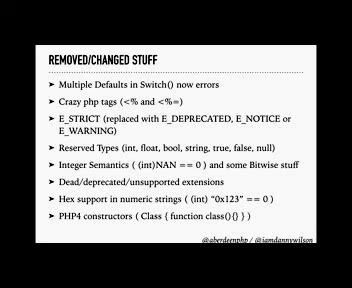 REMOVED/CHANGED STUFF
➤ Multiple Defaults in Switch() now errors
➤ Crazy php tags (<% and <%=)
➤ E_STRICT (replaced with E_DEPRECATED, E_NOTICE or
E_WARNING)
➤ Reserved Types (int, float, bool, string, true, false, null)
➤ Integer Semantics ( (int)NAN == 0 ) and some Bitwise stuff
➤ Dead/deprecated/unsupported extensions
➤ Hex support in numeric strings ( (int) “0x123” == 0 )
➤ PHP4 constructors ( Class { function class(){} } )
@aberdeenphp / @iamdannywilson